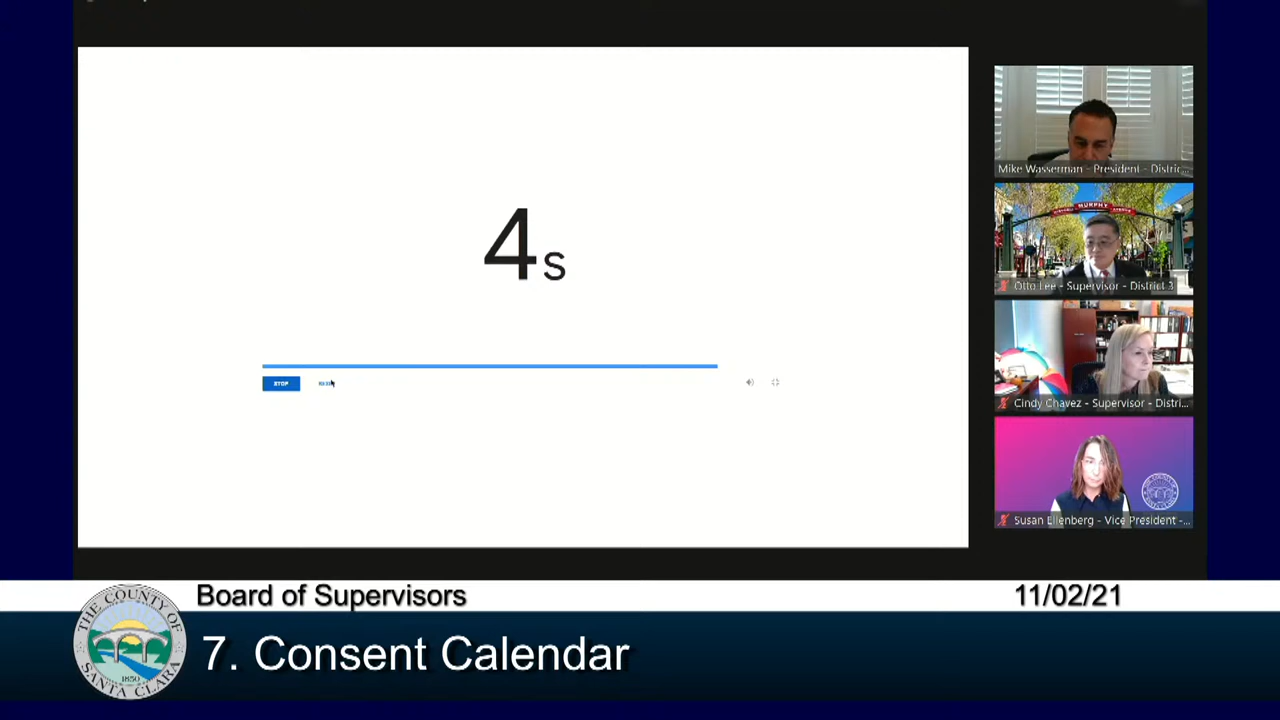 4s
STOP
Mike Wasserman - President - Distric...
MURPHY
Otto Lee - Supervisor - District 3
Cindy Chavez - Supervisor - Distri...
Susan Ellenberg - Vice President -...
Board of Supervisors
11/02/21
7. Consent Calendar
THE COUNTY OF
SANTA CLARA
1850